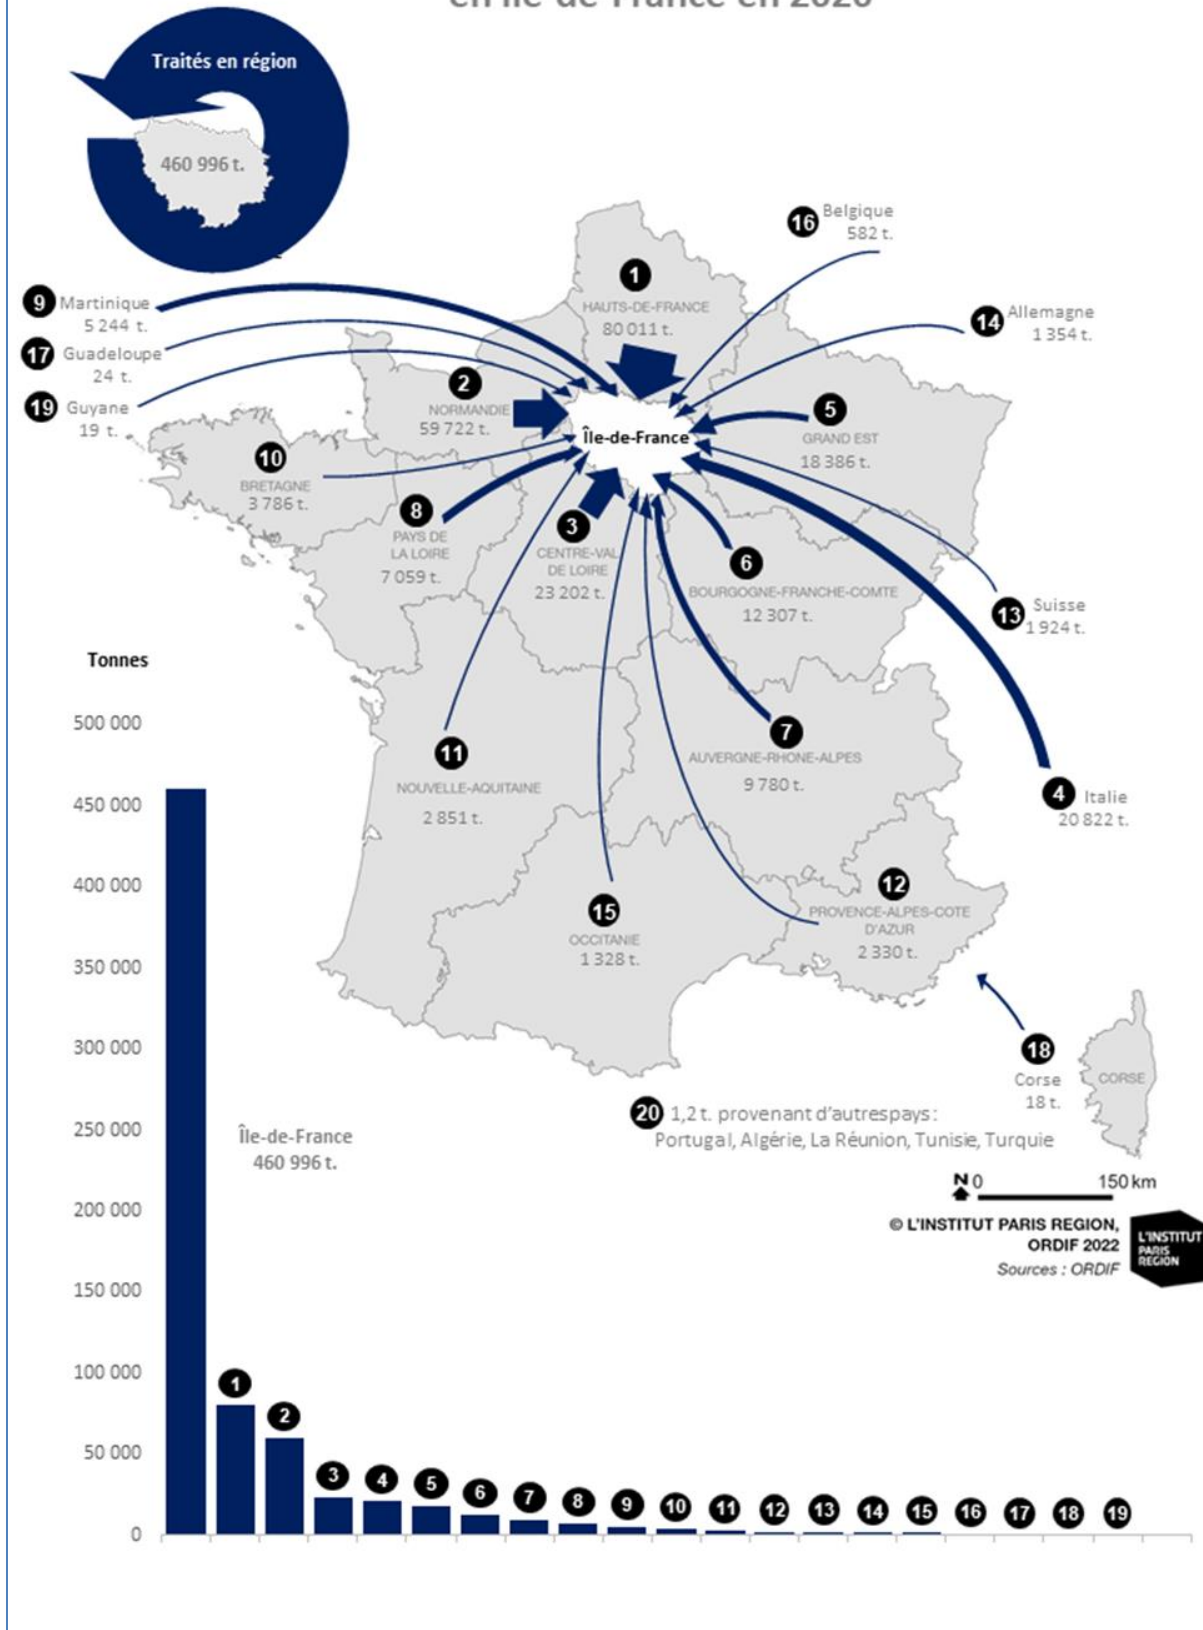 en Île-de-France en 2020
Traités en région
460 996 t.
16 Belgique
582 t.
1
HAUTS-DE-FRANCE
80 011 t.
9 Martinique
5 244 t.
14 Allemagne
1 354 t.
17 Guadeloupe
24 t.
2
NORMANDIE
59 722 t.
19 Guyane
19 t.
5
GRAND EST
18 386 t.
Île-de-France
10
BRETAGNE
3 786 t.
8
PAYS DE
LA LOIRE
7 059 t.
3
CENTRE-VAL
DE LOIRE
23 202 t.
6
BOURGOGNE-FRANCHE-COMTE
12 307 t.
13 Suisse
1 924 t.
7
AUVERGNE-RHONE-ALPES
9 780 t.
11
NOUVELLE-AQUITAINE
2 851 t.
4 Italie
20 822 t.
12
PROVENCE-ALPES-COTE
D'AZUR
2 330 t.
15
OCCITANIE
1 328 t.
18
Corse
18 t.
CORSE
20 1,2 t. provenant d'autrespays :
Portugal, Algérie, La Réunion, Tunisie, Turquie
N 0 150 km
© L'INSTITUT PARIS REGION,
ORDIF 2022
Sources : ORDIF
L'INSTITUT
PARIS
REGION
Tonnes
500 000
450 000
400 000
350 000
300 000
250 000
200 000
150 000
100 000
50 000
0
Île-de-France
460 996 t.
1 2 3 4 5 6 7 8 9 10 11 12 13 14 15 16 17 18 19